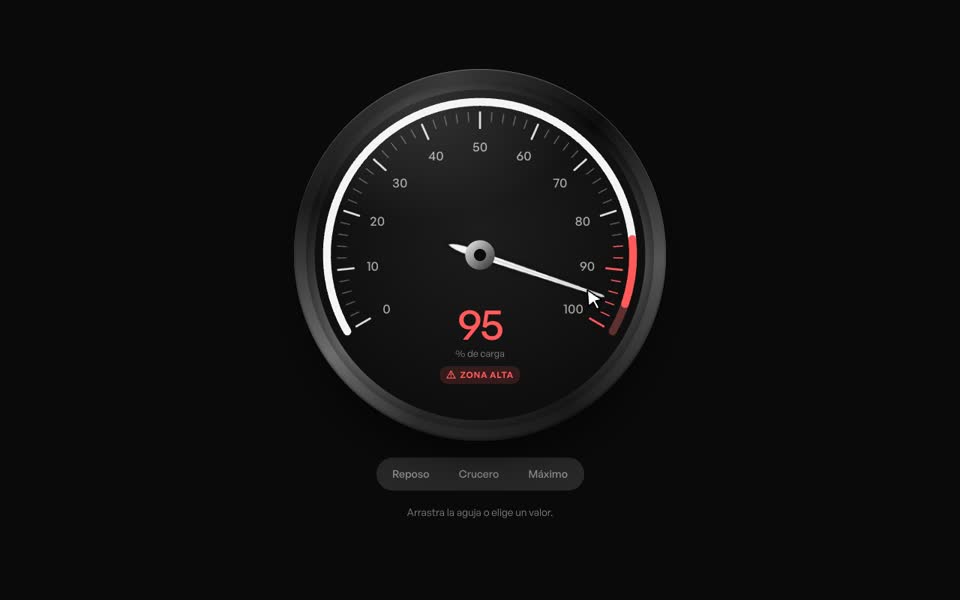 50
40
60
30
70
20
80
10
90
0
100
95
% de carga
ZONA ALTA
Reposo
Crucero
Máximo
Arrastra la aguja o elige un valor.